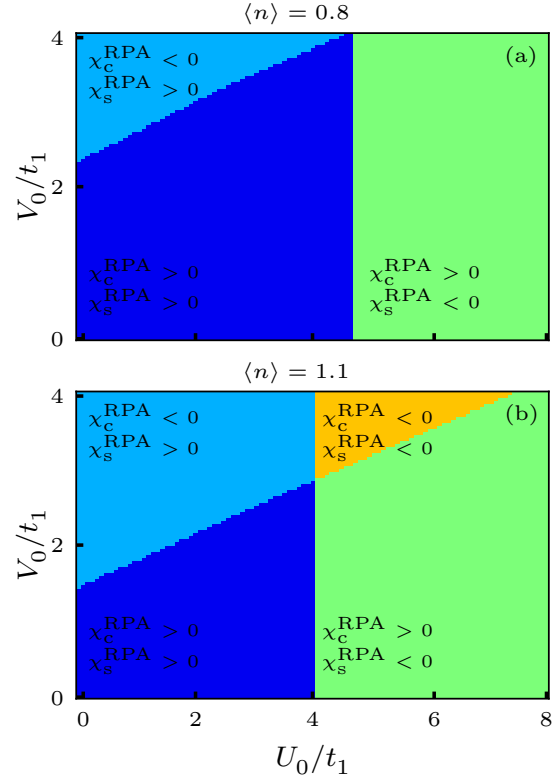 ⟨n⟩ = 0.8
4
χ_c^RPA < 0
(a)
χ_s^RPA > 0
V_0/t_1
2
χ_c^RPA > 0
χ_c^RPA > 0
χ_s^RPA > 0
χ_s^RPA < 0
0
⟨n⟩ = 1.1
4
χ_c^RPA < 0
χ_c^RPA < 0
(b)
χ_s^RPA > 0
χ_s^RPA < 0
V_0/t_1
2
χ_c^RPA > 0
χ_c^RPA > 0
χ_s^RPA > 0
χ_s^RPA < 0
0
0 2 4 6 8
U_0/t_1